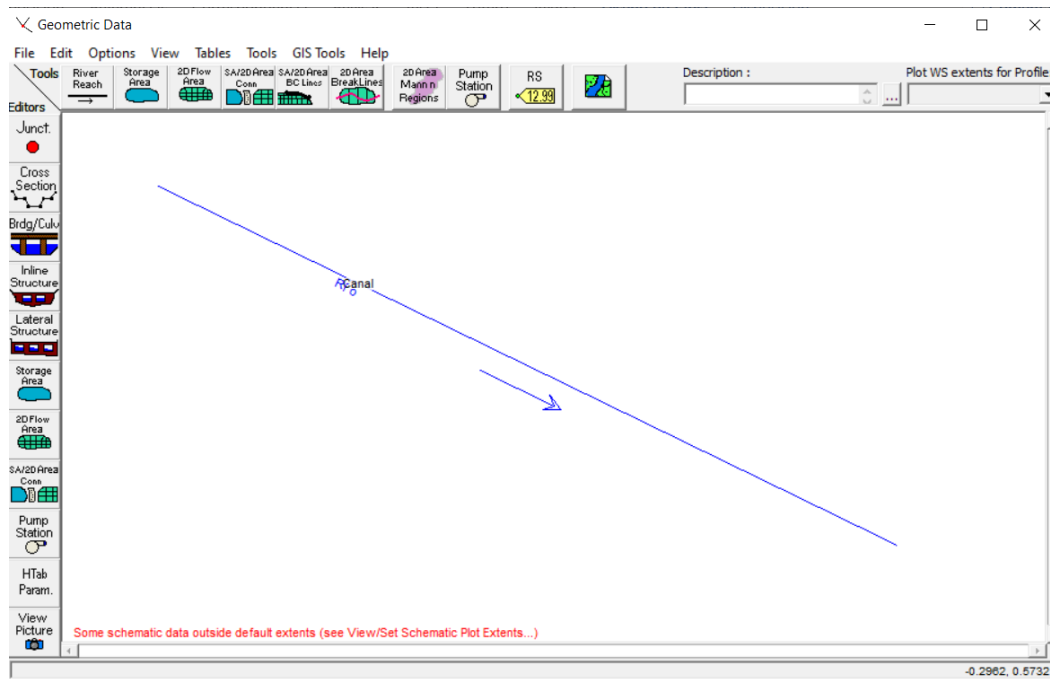 Geometric Data
File Edit Options View Tables Tools GIS Tools Help
Tools
Editors
River Reach
Storage Area
2D Flow Area
SA/2D Area Conn
SA/2D Area BC Lines
2D Area BreakLines
2D Area Mann n Regions
Pump Station
RS
12.99
Description :
...
Plot WS extents for Profile
Junct.
Cross Section
Brdg/Culv
Inline Structure
Lateral Structure
Storage Area
2D Flow Area
SA/2D Area Conn
Pump Station
HTab Param.
View Picture
Canal
Some schematic data outside default extents (see View/Set Schematic Plot Extents...)
-0.2962, 0.5732